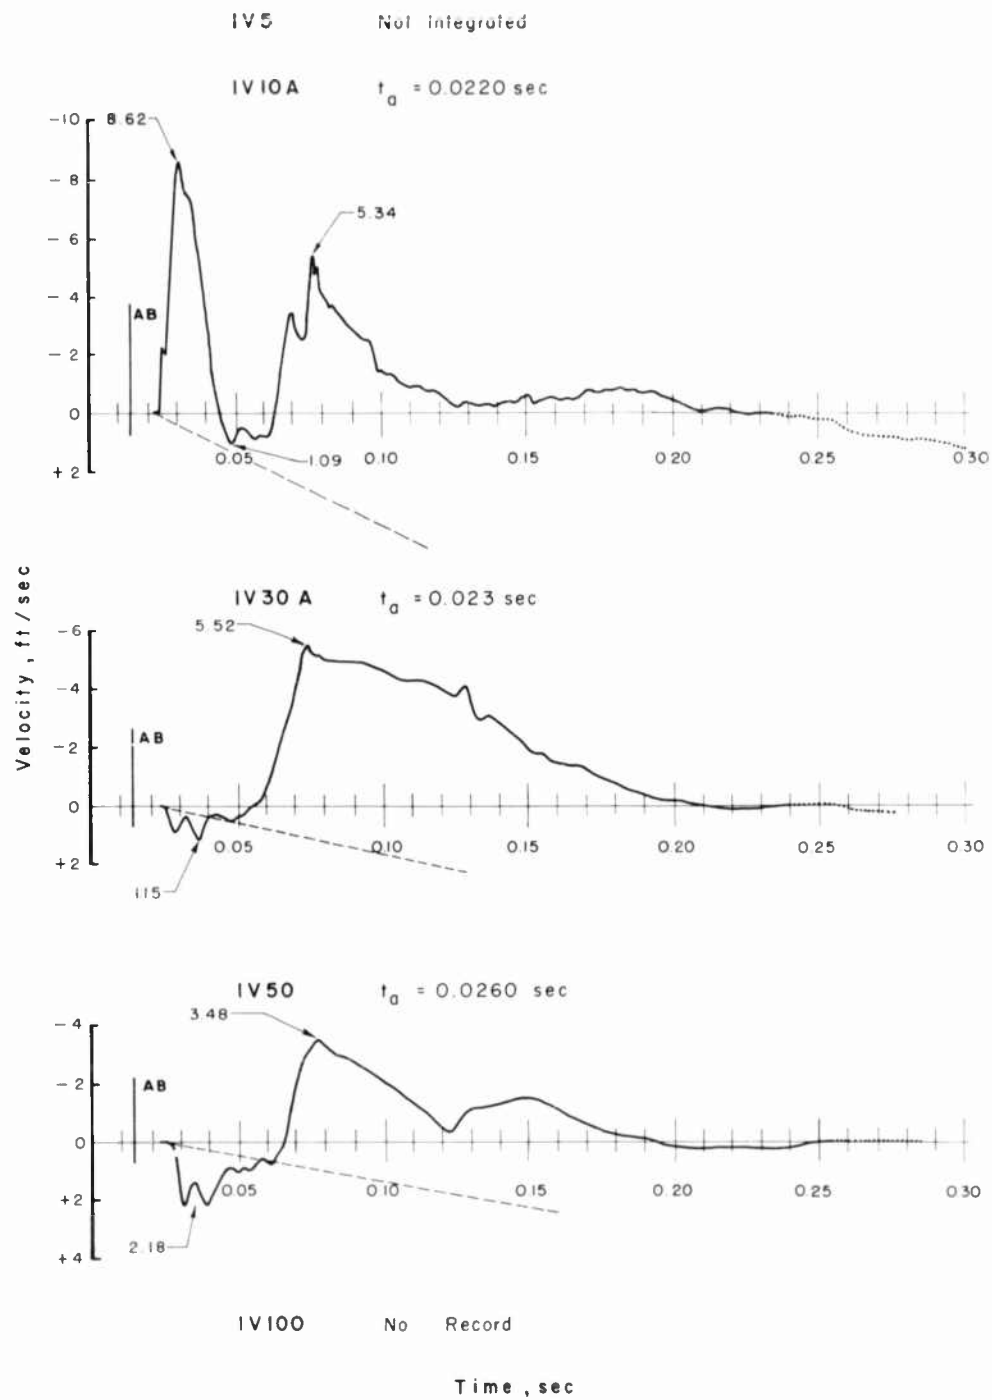 IV5 Not Integrated
IV10A t_a = 0.0220 sec
-10
8.62
-8
5.34
-6
-4
AB
-2
0
0.05 1.09 0.10 0.15 0.20 0.25 0.30
+2
IV30A t_a = 0.023 sec
5.52
-6
-4
AB
-2
0
0.05 0.10 0.15 0.20 0.25 0.30
+2
1.15
IV50 t_a = 0.0260 sec
3.48
-4
AB
-2
0
0.05 0.10 0.15 0.20 0.25 0.30
+2
2.18
+4
IV100 No Record
Velocity, ft/sec
Time, sec